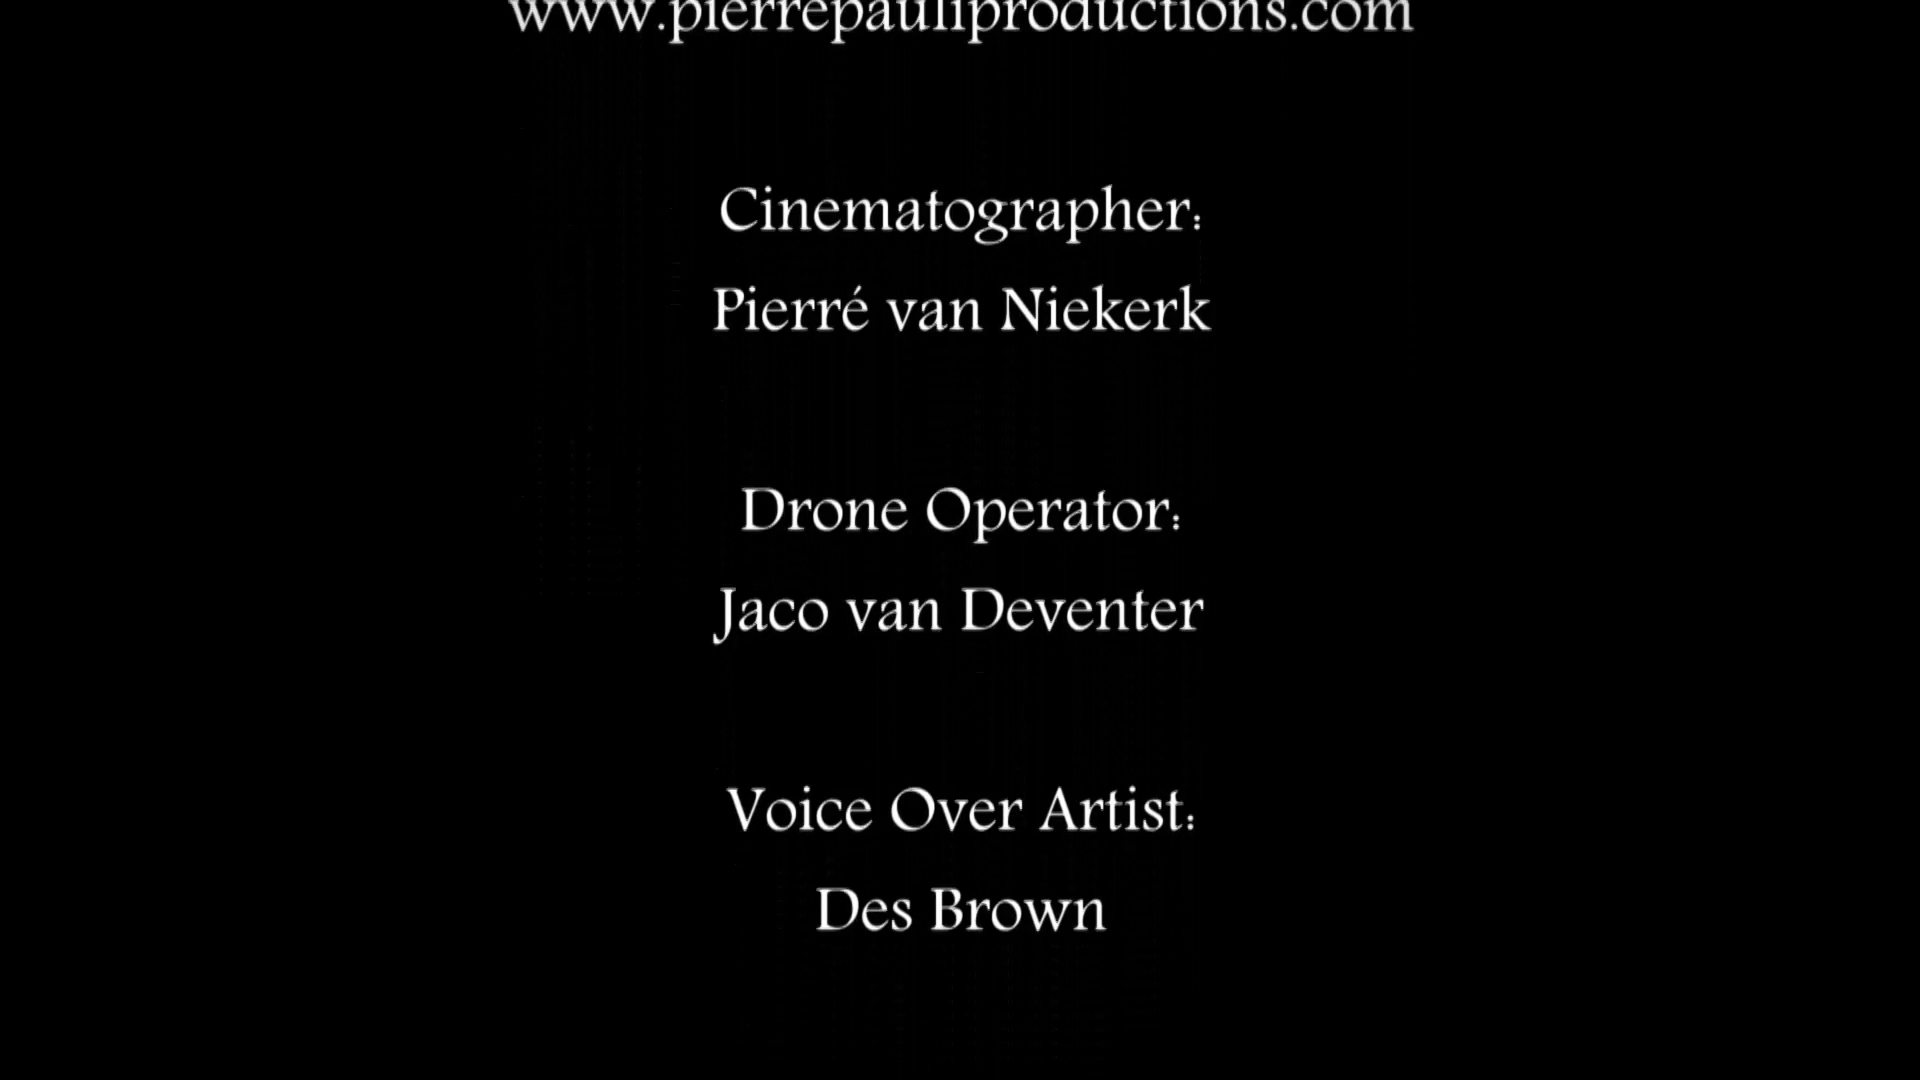 www.pierrepauliproductions.com
Cinematographer:
Pierré van Niekerk
Drone Operator:
Jaco van Deventer
Voice Over Artist:
Des Brown